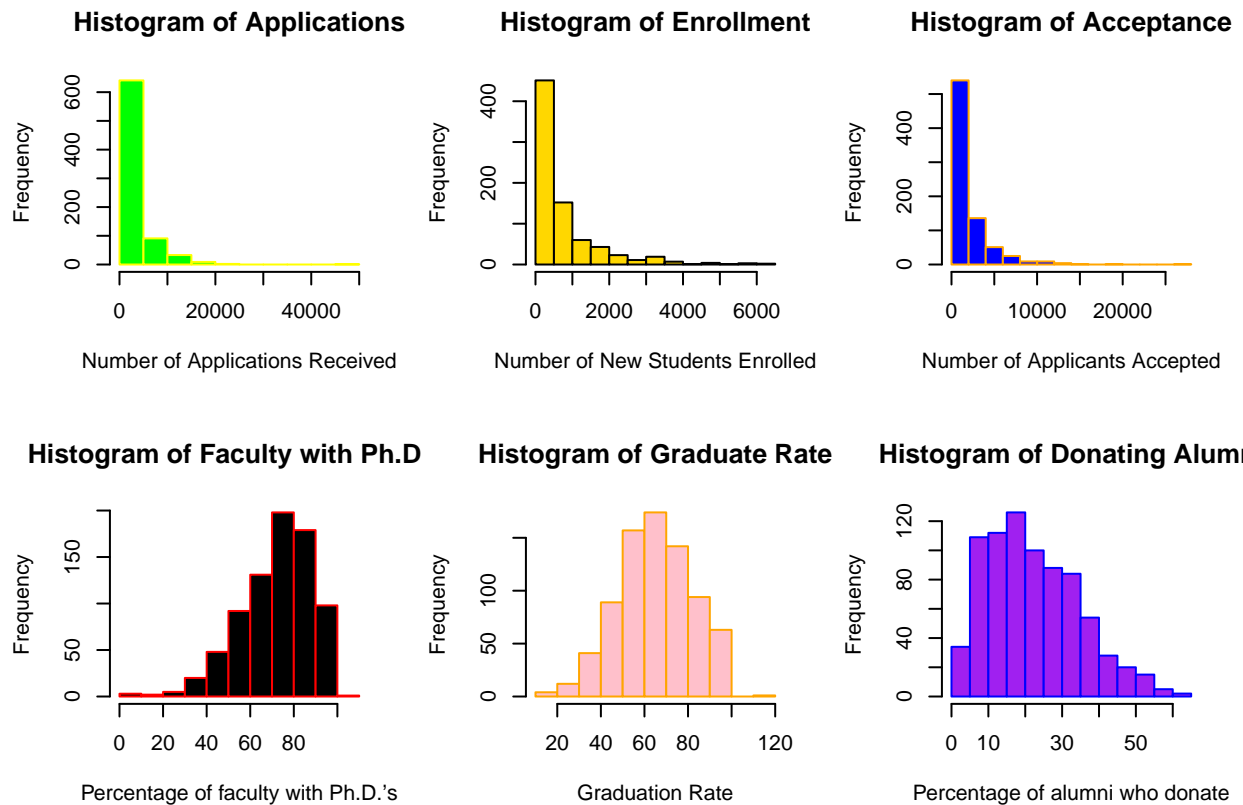 Histogram of Applications
Frequency
0 200 400 600
0 20000 40000
Number of Applications Received
Histogram of Enrollment
Frequency
0 200 400
0 2000 4000 6000
Number of New Students Enrolled
Histogram of Acceptance
Frequency
0 200 400
0 10000 20000
Number of Applicants Accepted
Histogram of Faculty with Ph.D
Frequency
0 50 150
0 20 40 60 80
Percentage of faculty with Ph.D.'s
Histogram of Graduate Rate
Frequency
0 50 100
20 40 60 80 120
Graduation Rate
Histogram of Donating Alumn
Frequency
0 40 80 120
0 10 30 50
Percentage of alumni who donate